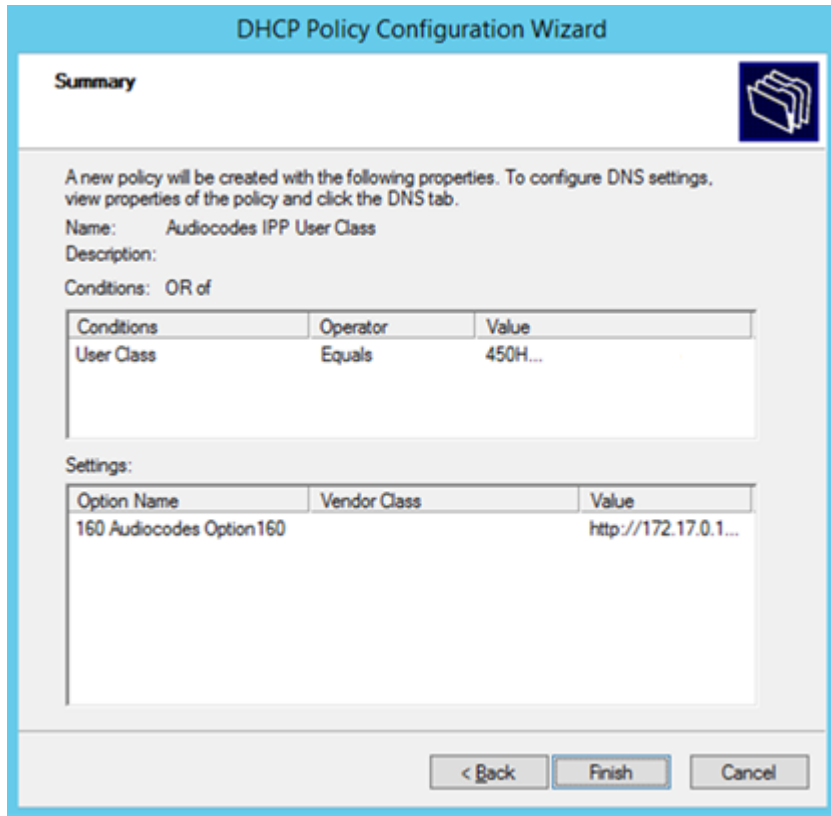 DHCP Policy Configuration Wizard
Summary
A new policy will be created with the following properties. To configure DNS settings,
view properties of the policy and click the DNS tab.
Name: Audiocodes IPP User Class
Description:
Conditions: OR of
Conditions Operator Value
User Class Equals 450H...
Settings:
Option Name Vendor Class Value
160 Audiocodes Option160 http://172.17.0.1...
< Back Finish Cancel